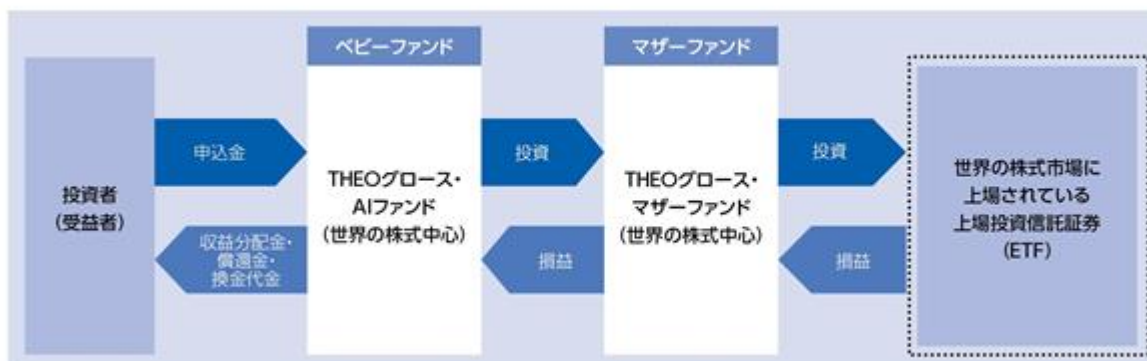 ベビーファンド
マザーファンド
投資者
(受益者)
申込金
収益分配金・
償還金・
換金代金
THEOグロース・
AIファンド
(世界の株式中心)
投資
損益
THEOグロース・
マザーファンド
(世界の株式中心)
投資
損益
世界の株式市場に
上場されている
上場投資信託証券
(ETF)